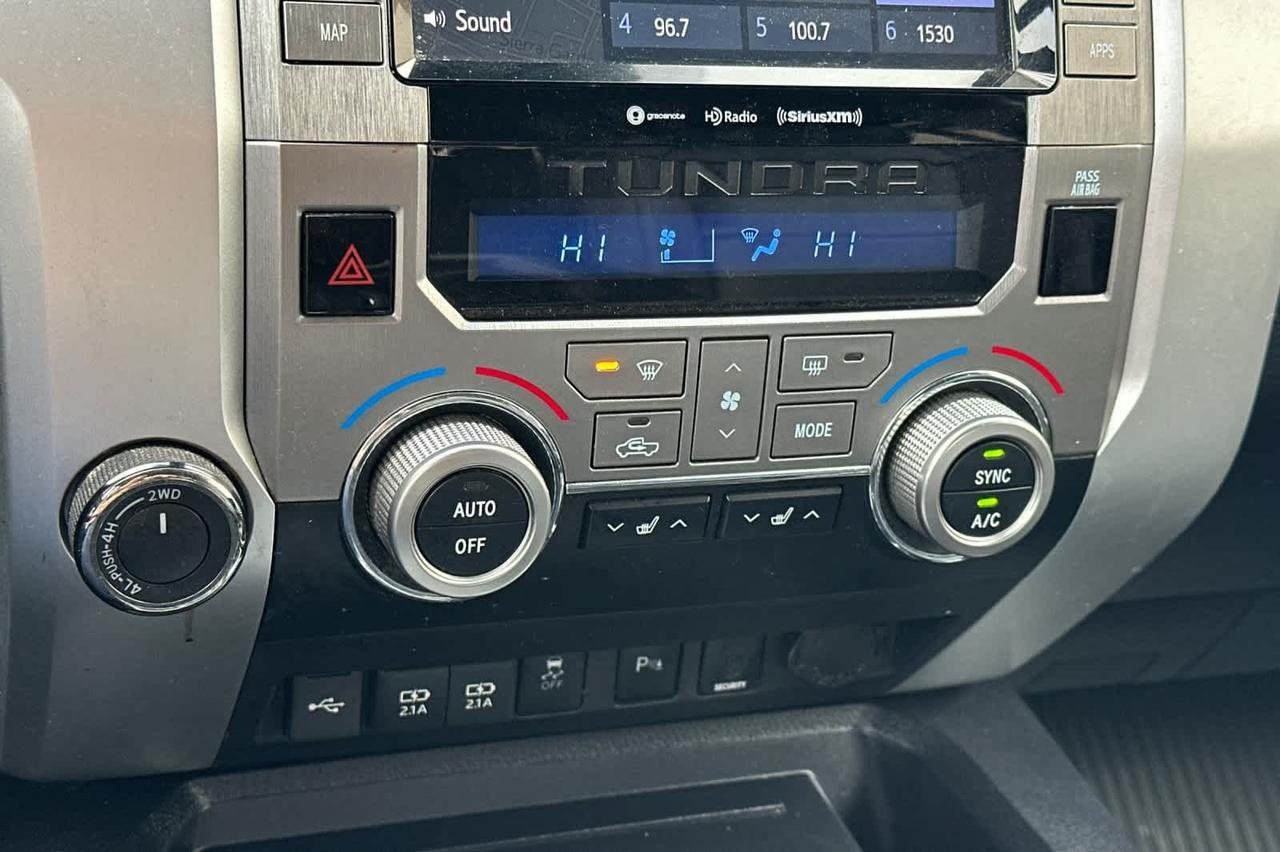 MAP
Sound
4 96.7
5 100.7
6 1530
APPS
gracenote
HD Radio
((SiriusXM))
TUNDRA
PASS
AIR BAG
HI
HI
MODE
2WD
4L-PUSH-4H
AUTO
OFF
SYNC
A/C
2.1A
2.1A
OFF
P
SECURITY